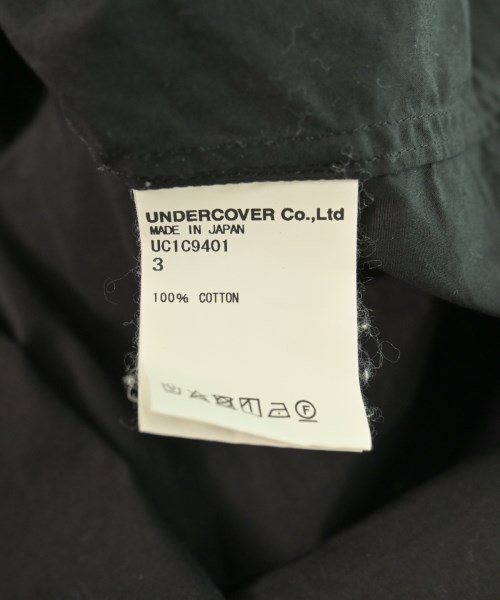 UNDERCOVER Co.,Ltd
MADE IN JAPAN
UC1C9401
3
100% COTTON